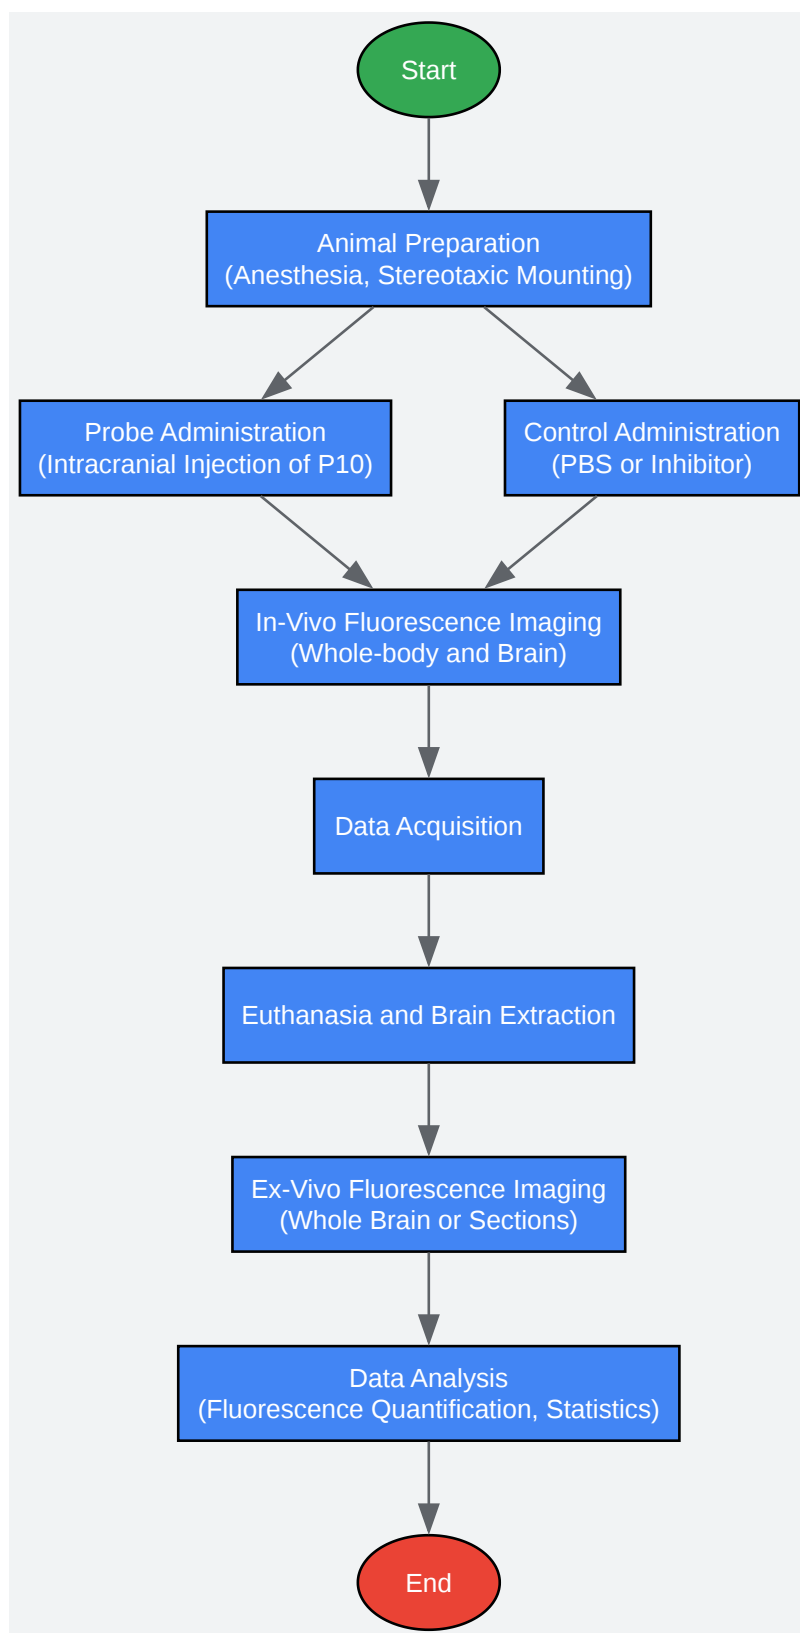 Start
Animal Preparation
(Anesthesia, Stereotaxic Mounting)
Probe Administration
(Intracranial Injection of P10)
Control Administration
(PBS or Inhibitor)
In-Vivo Fluorescence Imaging
(Whole-body and Brain)
Data Acquisition
Euthanasia and Brain Extraction
Ex-Vivo Fluorescence Imaging
(Whole Brain or Sections)
Data Analysis
(Fluorescence Quantification, Statistics)
End